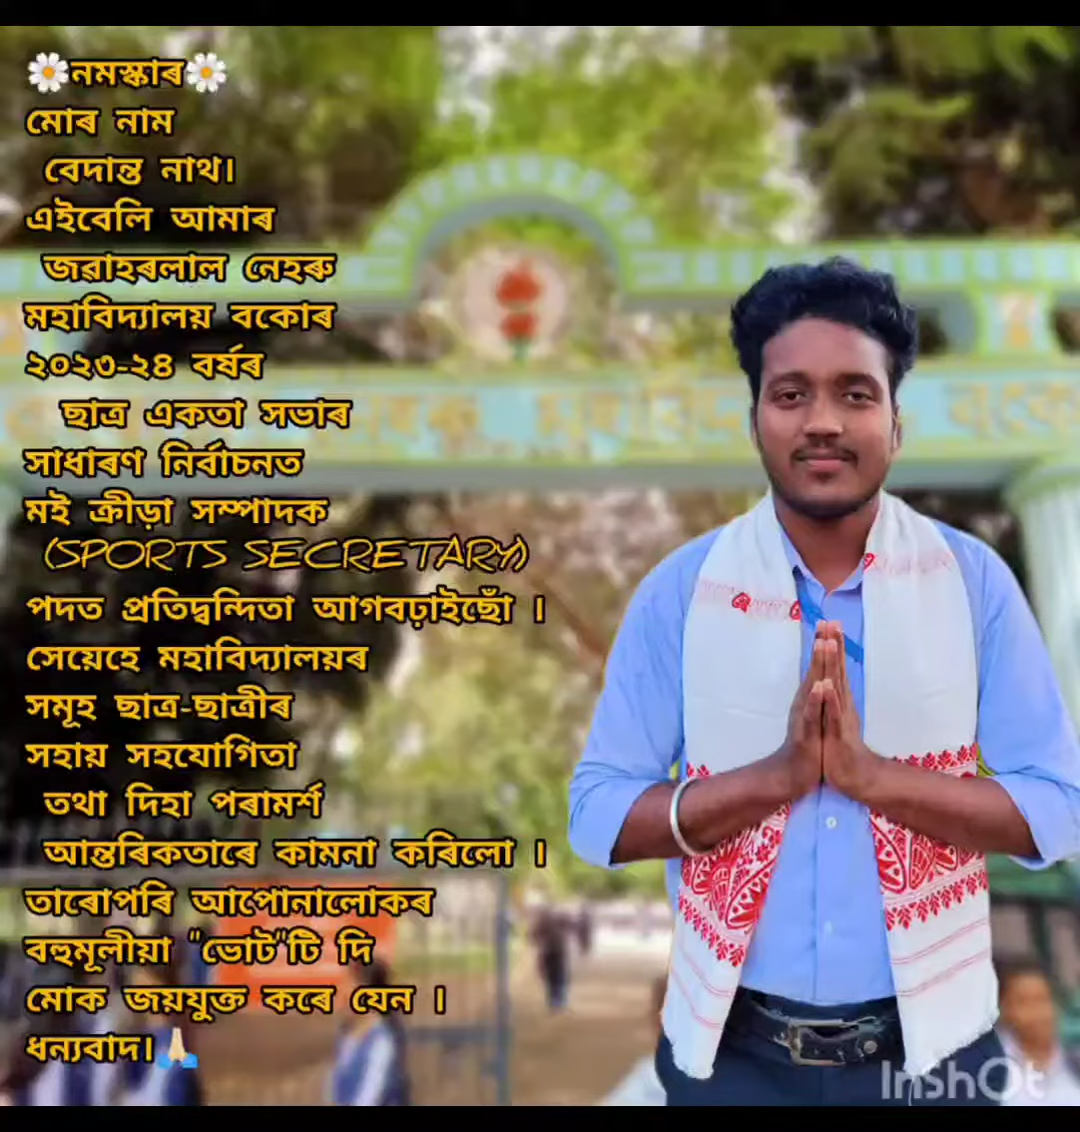 🌼নমস্কাৰ🌼
মোৰ নাম
বেদান্ত নাথ।
এইবেলি আমাৰ
জৱাহৰলাল নেহৰু
মহাবিদ্যালয় বকোৰ
২০২৩-২৪ বৰ্ষৰ
ছাত্ৰ একতা সভাৰ
সাধাৰণ নিৰ্বাচনত
মই ক্ৰীড়া সম্পাদক
(SPORTS SECRETARY)
পদত প্ৰতিদ্বন্দিতা আগবঢ়াইছোঁ ।
সেয়েহে মহাবিদ্যালয়ৰ
সমূহ ছাত্ৰ-ছাত্ৰীৰ
সহায় সহযোগিতা
তথা দিহা পৰামৰ্শ
আন্তৰিকতাৰে কামনা কৰিলো ।
তাৰোপৰি আপোনালোকৰ
বহুমূলীয়া "ভোট"টি দি
মোক জয়যুক্ত কৰে যেন ।
ধন্যবাদ।🙏🏻
InShOt